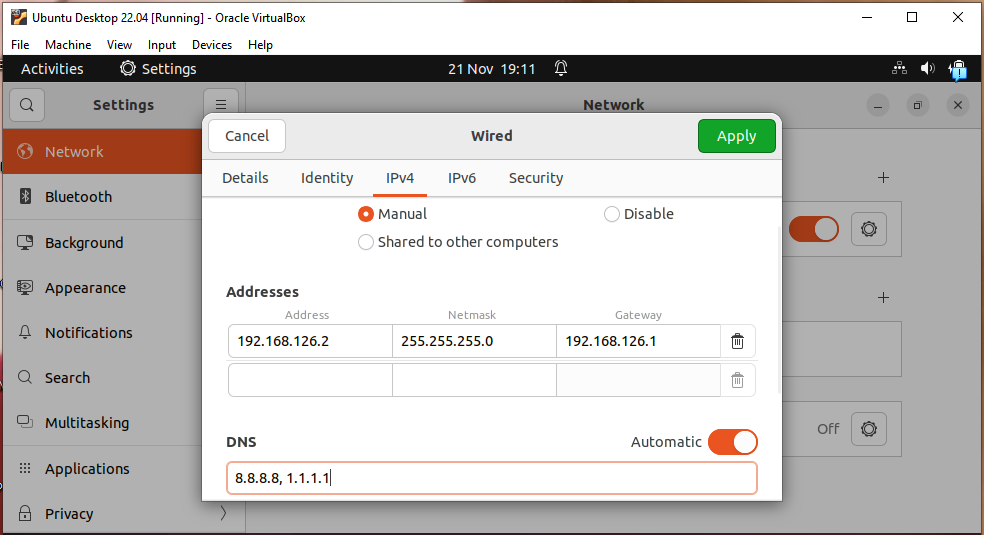 Ubuntu Desktop 22.04 [Running] - Oracle VirtualBox
File Machine View Input Devices Help
Activities Settings 21 Nov 19:11
Settings Network
Cancel Wired Apply
Network
Details Identity IPv4 IPv6 Security
Bluetooth
Manual Disable
Background
Shared to other computers
Appearance
Addresses
Address Netmask Gateway
Notifications
192.168.126.2 255.255.255.0 192.168.126.1
Search
Multitasking
Off
DNS Automatic
Applications
8.8.8.8, 1.1.1.1
Privacy